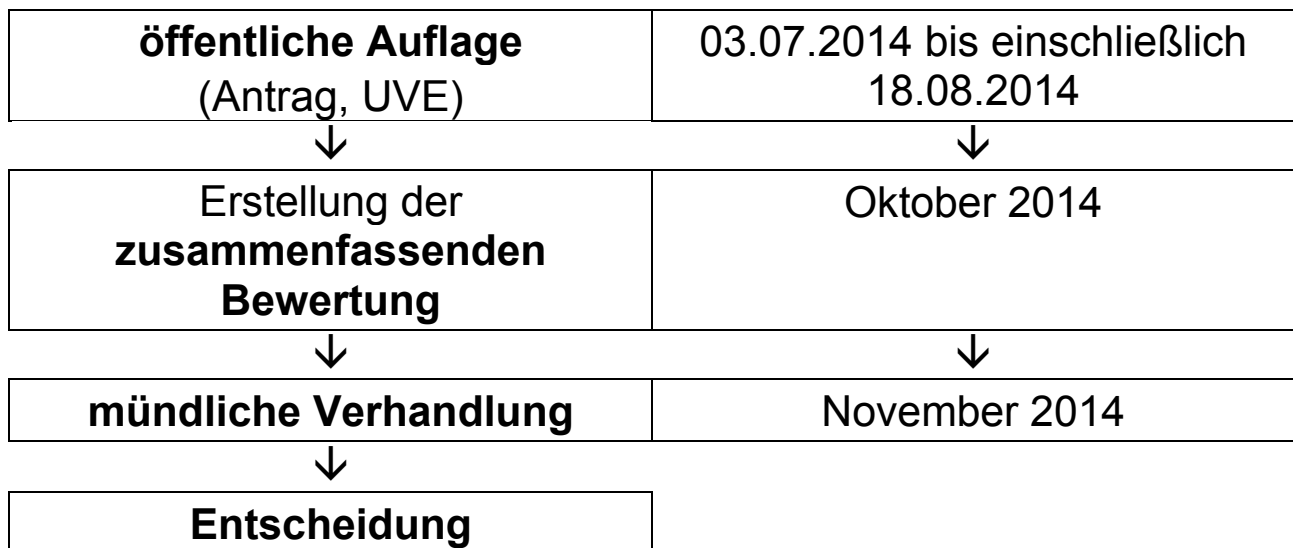 öffentliche Auflage
(Antrag, UVE)
03.07.2014 bis einschließlich
18.08.2014
Erstellung der
zusammenfassenden
Bewertung
Oktober 2014
mündliche Verhandlung
November 2014
Entscheidung